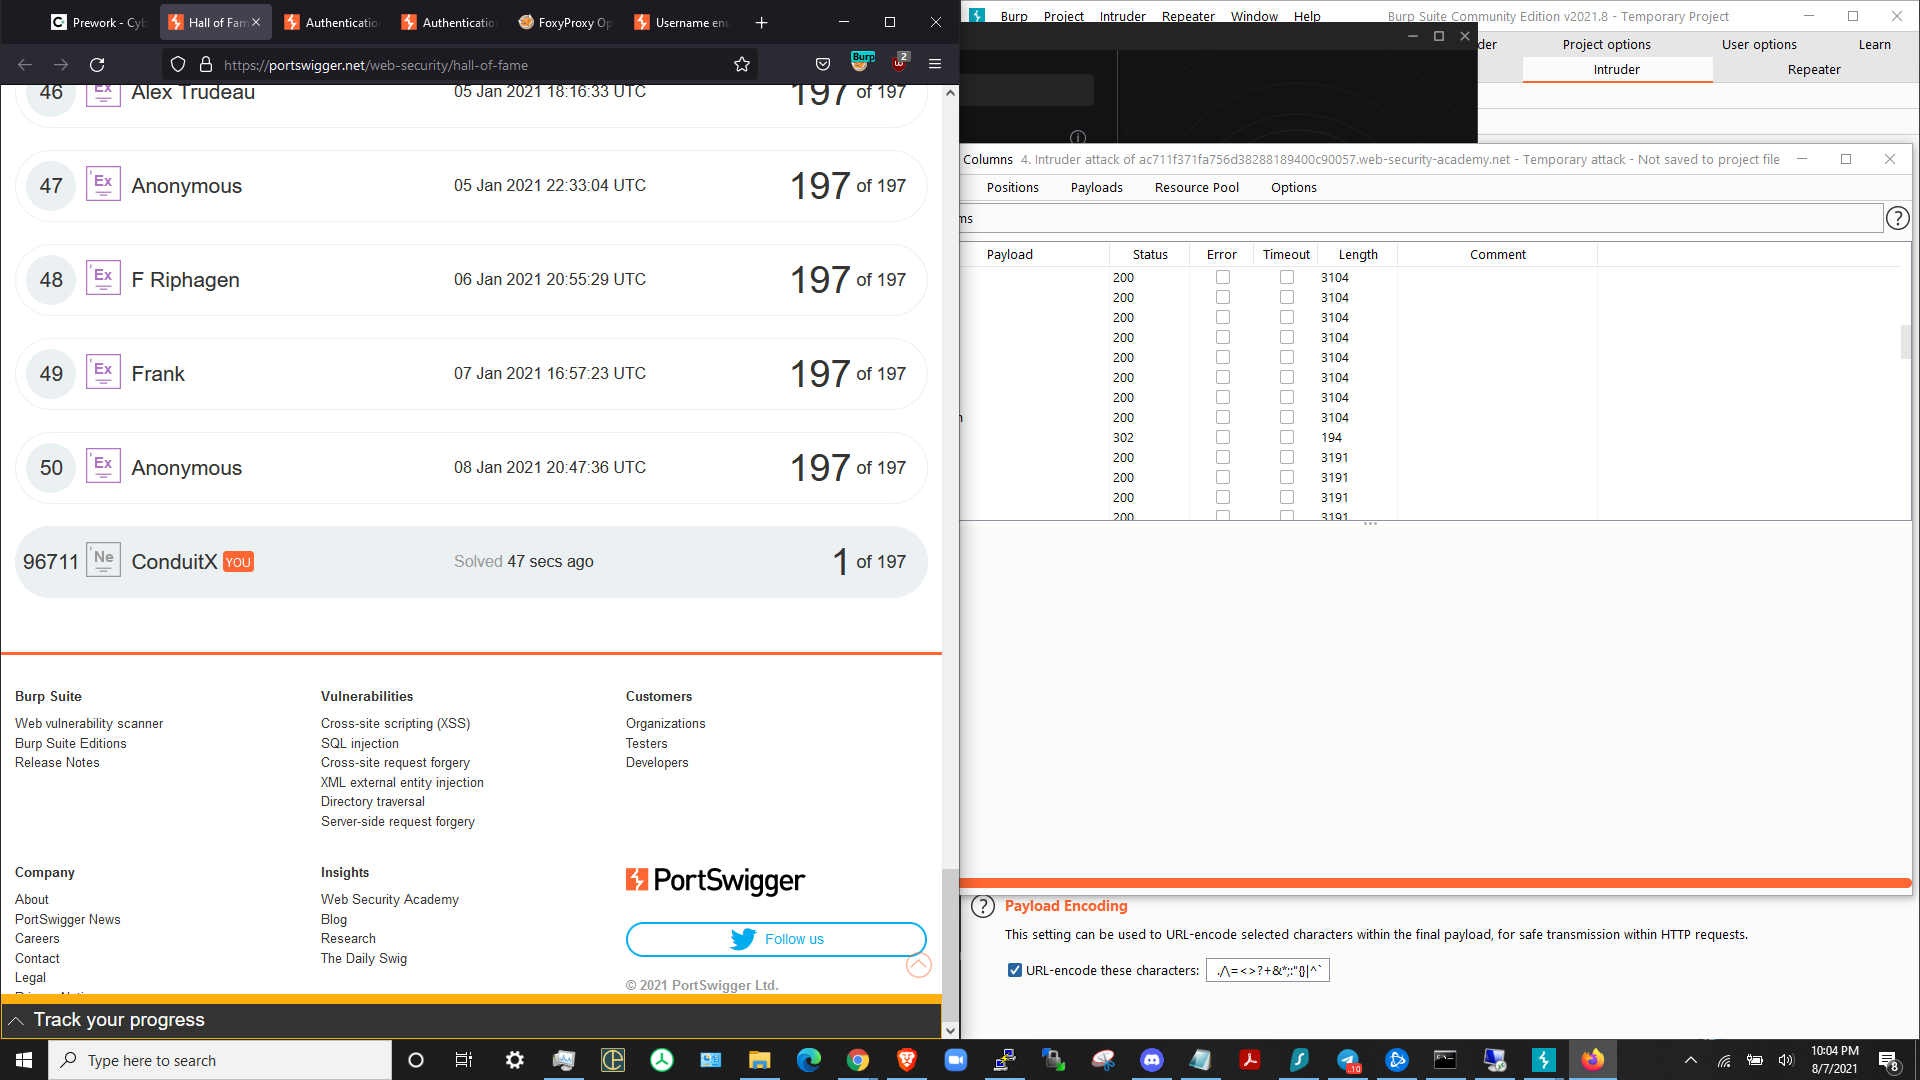 Prework - Cyb
Hall of Fam
Authenticatio
Authenticatio
FoxyProxy Op
Username enu
https://portswigger.net/web-security/hall-of-fame
Burp
2
46 Ex Alex Trudeau 05 Jan 2021 18:16:33 UTC 197 of 197
47 Ex Anonymous 05 Jan 2021 22:33:04 UTC 197 of 197
48 Ex F Riphagen 06 Jan 2021 20:55:29 UTC 197 of 197
49 Ex Frank 07 Jan 2021 16:57:23 UTC 197 of 197
50 Ex Anonymous 08 Jan 2021 20:47:36 UTC 197 of 197
96711 Ne ConduitX YOU Solved 47 secs ago 1 of 197
Burp Suite
Web vulnerability scanner
Burp Suite Editions
Release Notes
Vulnerabilities
Cross-site scripting (XSS)
SQL injection
Cross-site request forgery
XML external entity injection
Directory traversal
Server-side request forgery
Customers
Organizations
Testers
Developers
Company
About
PortSwigger News
Careers
Contact
Legal
Insights
Web Security Academy
Blog
Research
The Daily Swig
PortSwigger
Follow us
© 2021 PortSwigger Ltd.
Track your progress
Burp Project Intruder Repeater Window Help Burp Suite Community Edition v2021.8 - Temporary Project
der Project options User options Learn
Intruder Repeater
Columns 4. Intruder attack of ac711f371fa756d38288189400c90057.web-security-academy.net - Temporary attack - Not saved to project file
Positions Payloads Resource Pool Options
ms
?
Payload Status Error Timeout Length Comment
200 3104
200 3104
200 3104
200 3104
200 3104
200 3104
200 3104
n 200 3104
302 194
200 3191
200 3191
200 3191
200 3191
? Payload Encoding
This setting can be used to URL-encode selected characters within the final payload, for safe transmission within HTTP requests.
URL-encode these characters: ./\=<>?+&*;:"{}|^`
Type here to search
.10
10:04 PM
8/7/2021
8